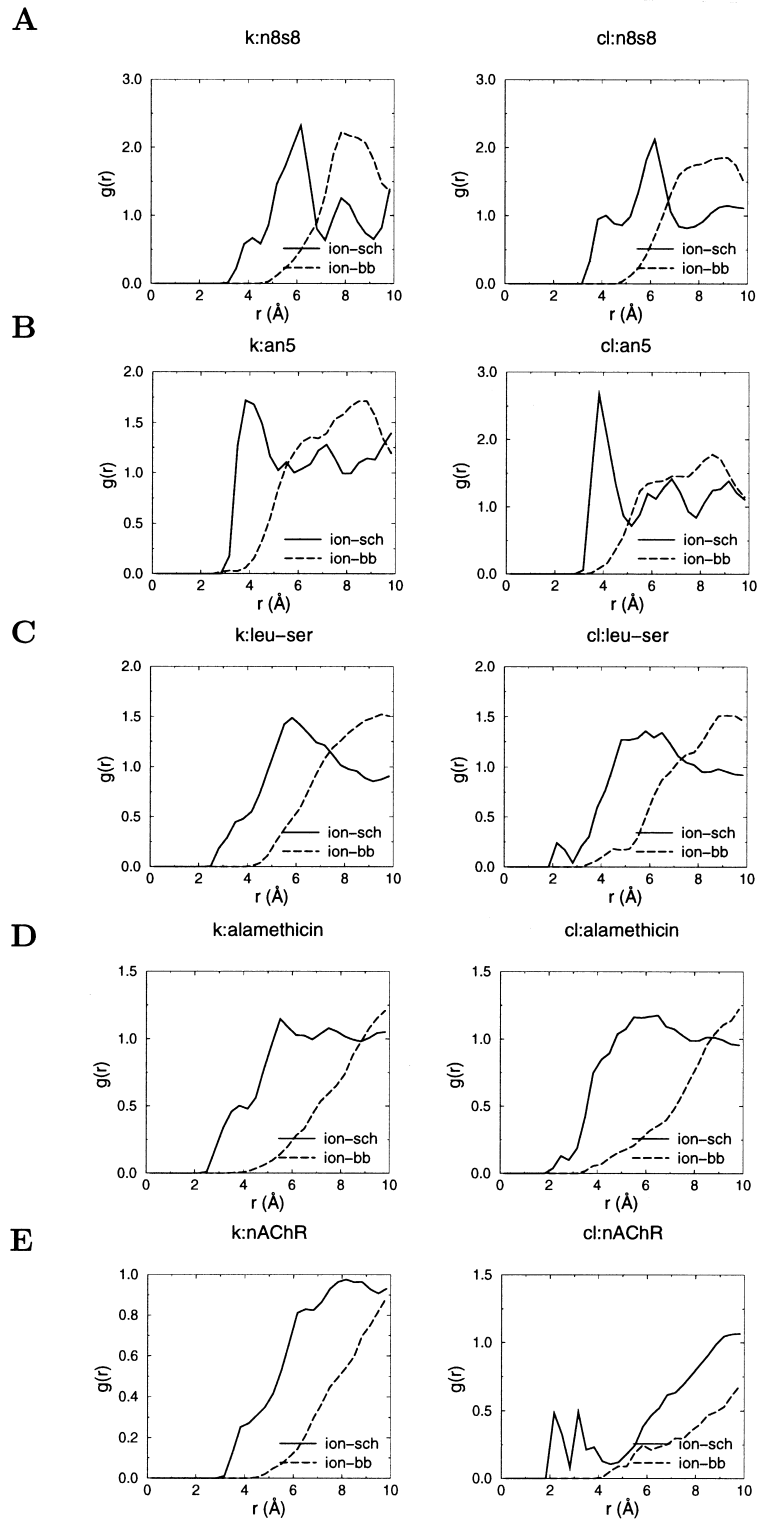 A
k:n8s8
cl:n8s8
3.0
2.0
1.0
0.0
g(r)
ion−sch
ion−bb
0 2 4 6 8 10
r (Å)
3.0
2.0
1.0
0.0
g(r)
ion−sch
ion−bb
0 2 4 6 8 10
r (Å)
B
k:an5
cl:an5
2.0
1.5
1.0
0.5
0.0
g(r)
ion−sch
ion−bb
0 2 4 6 8 10
r (Å)
3.0
2.0
1.0
0.0
g(r)
ion−sch
ion−bb
0 2 4 6 8 10
r (Å)
C
k:leu−ser
cl:leu−ser
2.0
1.5
1.0
0.5
0.0
g(r)
ion−sch
ion−bb
0 2 4 6 8 10
r (Å)
2.0
1.5
1.0
0.5
0.0
g(r)
ion−sch
ion−bb
0 2 4 6 8 10
r (Å)
D
k:alamethicin
cl:alamethicin
1.5
1.0
0.5
0.0
g(r)
ion−sch
ion−bb
0 2 4 6 8 10
r (Å)
1.5
1.0
0.5
0.0
g(r)
ion−sch
ion−bb
0 2 4 6 8 10
r (Å)
E
k:nAChR
cl:nAChR
1.0
0.8
0.6
0.4
0.2
0.0
g(r)
ion−sch
ion−bb
0 2 4 6 8 10
r (Å)
1.5
1.0
0.5
0.0
g(r)
ion−sch
ion−bb
0 2 4 6 8 10
r (Å)